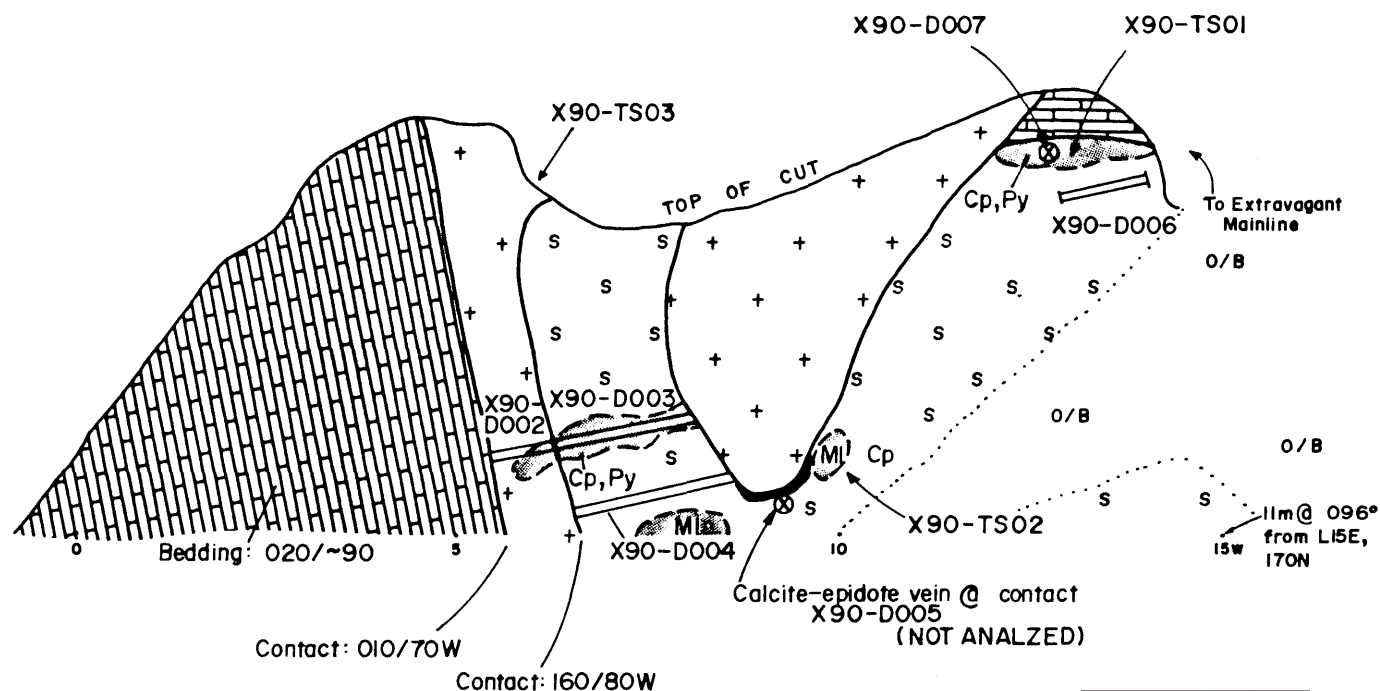 X90-D007
X90-TS01
X90-TS03
TOP OF CUT
Cp,Py
X90-D006
To Extravagant
Mainline
O/B
S S S
S S S
S S S S
S S S
S
X90-
D002
X90-D003
O/B
O/B
S
Cp,Py
Ml
Cp
S
S S
X90-TS02
X90-D004
11m@ 096°
from L15E,
170N
0
5
10
15W
Bedding: 020/~90
Calcite-epidote vein @ contact
X90-D005
(NOT ANALZED)
Contact: 010/70W
Contact: 160/80W